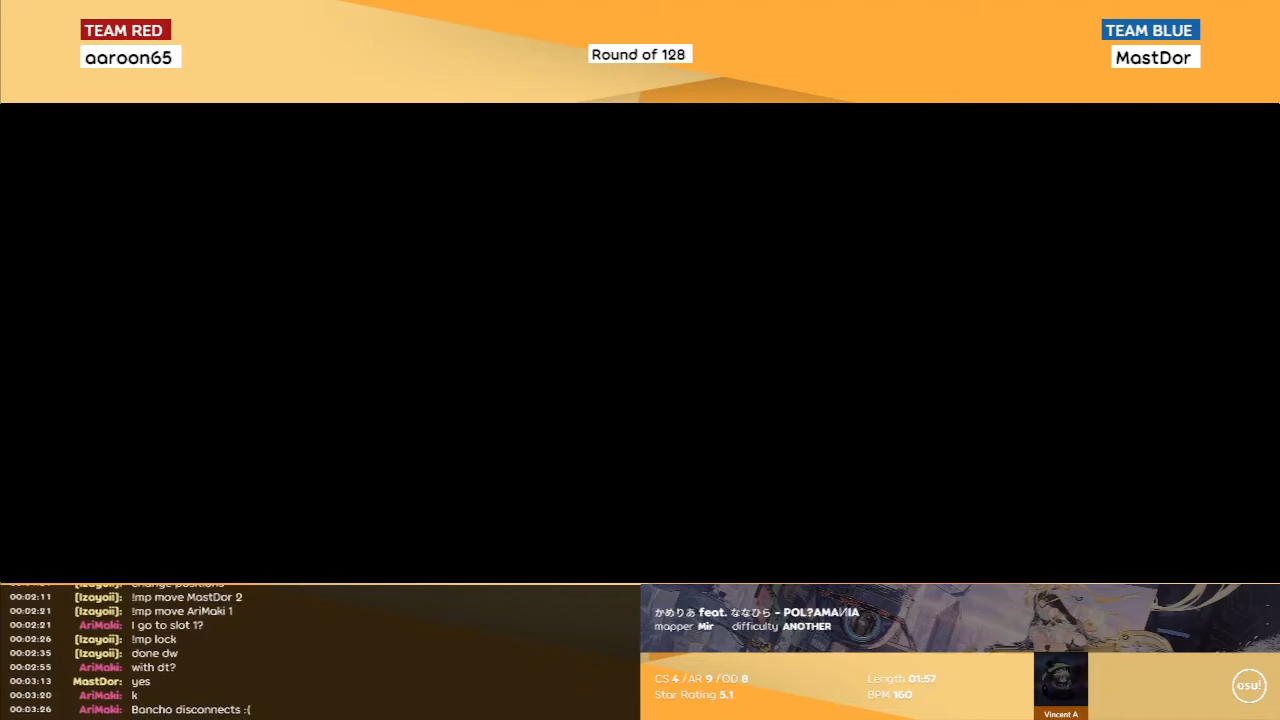 TEAM RED
aaroon65
Round of 128
TEAM BLUE
MastDor
[Izayoii]: change positions
00:02:11 [Izayoii]: !mp move MastDor 2
00:02:21 [Izayoii]: !mp move AriMaki 1
00:02:21 AriMaki: I go to slot 1?
00:02:26 [Izayoii]: !mp lock
00:02:35 [Izayoii]: done dw
00:02:55 AriMaki: with dt?
00:03:13 MastDor: yes
00:03:20 AriMaki: k
00:03:26 AriMaki: Bancho disconnects :(
かめりあ feat. ななひら - POL?AMAИIA
mapper Mir difficulty ANOTHER
CS 4 / AR 9 / OD 8
Star Rating 5.1
Length 01:57
BPM 160
Vincent A
osu!